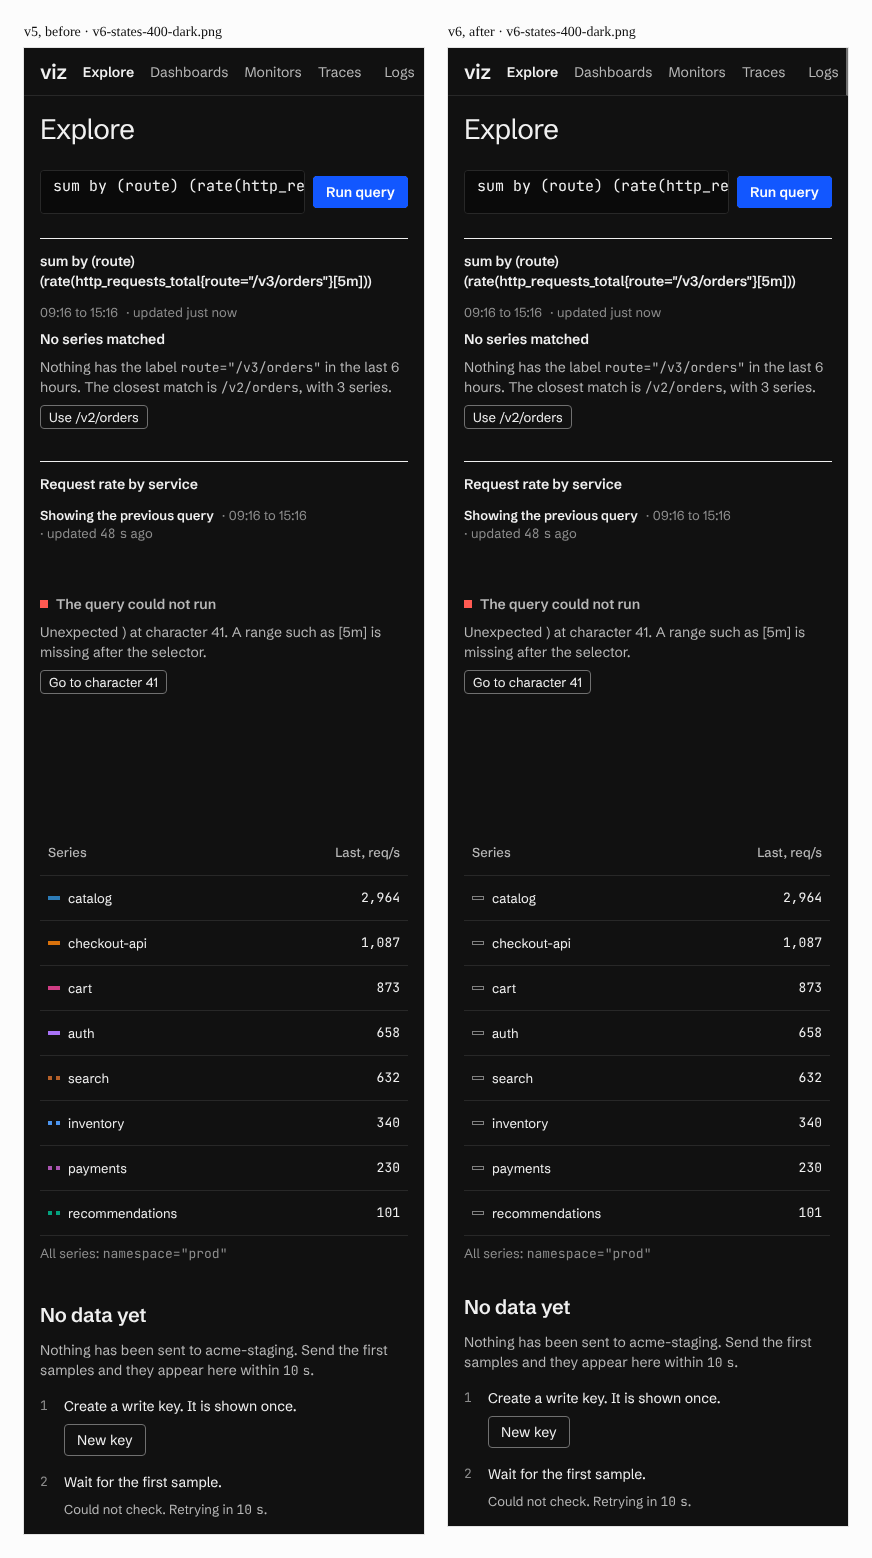 v5, before · v6-states-400-dark.png
viz Explore Dashboards Monitors Traces Logs
Explore
sum by (route) (rate(http_re
Run query
sum by (route)
(rate(http_requests_total{route="/v3/orders"}[5m]))
09:16 to 15:16 · updated just now
No series matched
Nothing has the label route="/v3/orders" in the last 6
hours. The closest match is /v2/orders, with 3 series.
Use /v2/orders
Request rate by service
Showing the previous query · 09:16 to 15:16
· updated 48 s ago
The query could not run
Unexpected ) at character 41. A range such as [5m] is
missing after the selector.
Go to character 41
Series Last, req/s
catalog 2,964
checkout-api 1,087
cart 873
auth 658
search 632
inventory 340
payments 230
recommendations 101
All series: namespace="prod"
No data yet
Nothing has been sent to acme-staging. Send the first
samples and they appear here within 10 s.
1 Create a write key. It is shown once.
New key
2 Wait for the first sample.
Could not check. Retrying in 10 s.
v6, after · v6-states-400-dark.png
viz Explore Dashboards Monitors Traces Logs
Explore
sum by (route) (rate(http_re
Run query
sum by (route)
(rate(http_requests_total{route="/v3/orders"}[5m]))
09:16 to 15:16 · updated just now
No series matched
Nothing has the label route="/v3/orders" in the last 6
hours. The closest match is /v2/orders, with 3 series.
Use /v2/orders
Request rate by service
Showing the previous query · 09:16 to 15:16
· updated 48 s ago
The query could not run
Unexpected ) at character 41. A range such as [5m] is
missing after the selector.
Go to character 41
Series Last, req/s
catalog 2,964
checkout-api 1,087
cart 873
auth 658
search 632
inventory 340
payments 230
recommendations 101
All series: namespace="prod"
No data yet
Nothing has been sent to acme-staging. Send the first
samples and they appear here within 10 s.
1 Create a write key. It is shown once.
New key
2 Wait for the first sample.
Could not check. Retrying in 10 s.